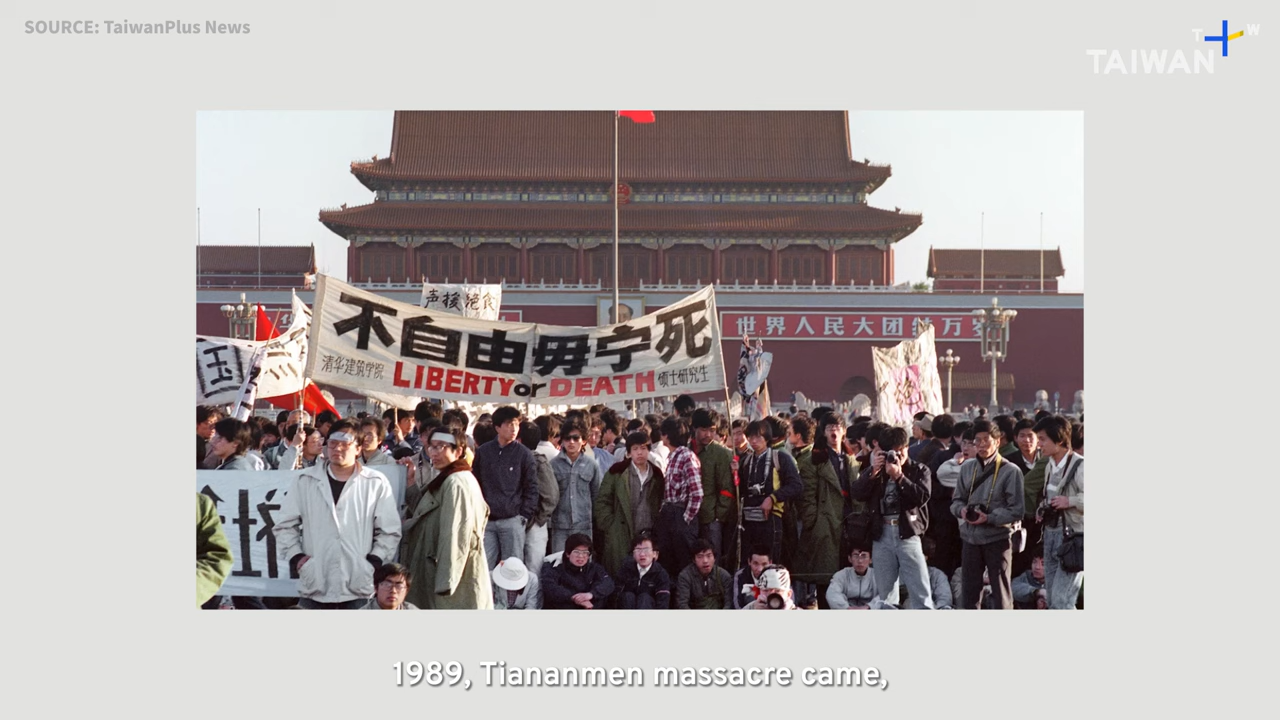 SOURCE: TaiwanPlus News
T W
TAIWAN
声援绝食
世界人民大团结万岁
不自由毋宁死
清华建筑学院 LIBERTY or DEATH 硕士研究生
1989, Tiananmen massacre came,